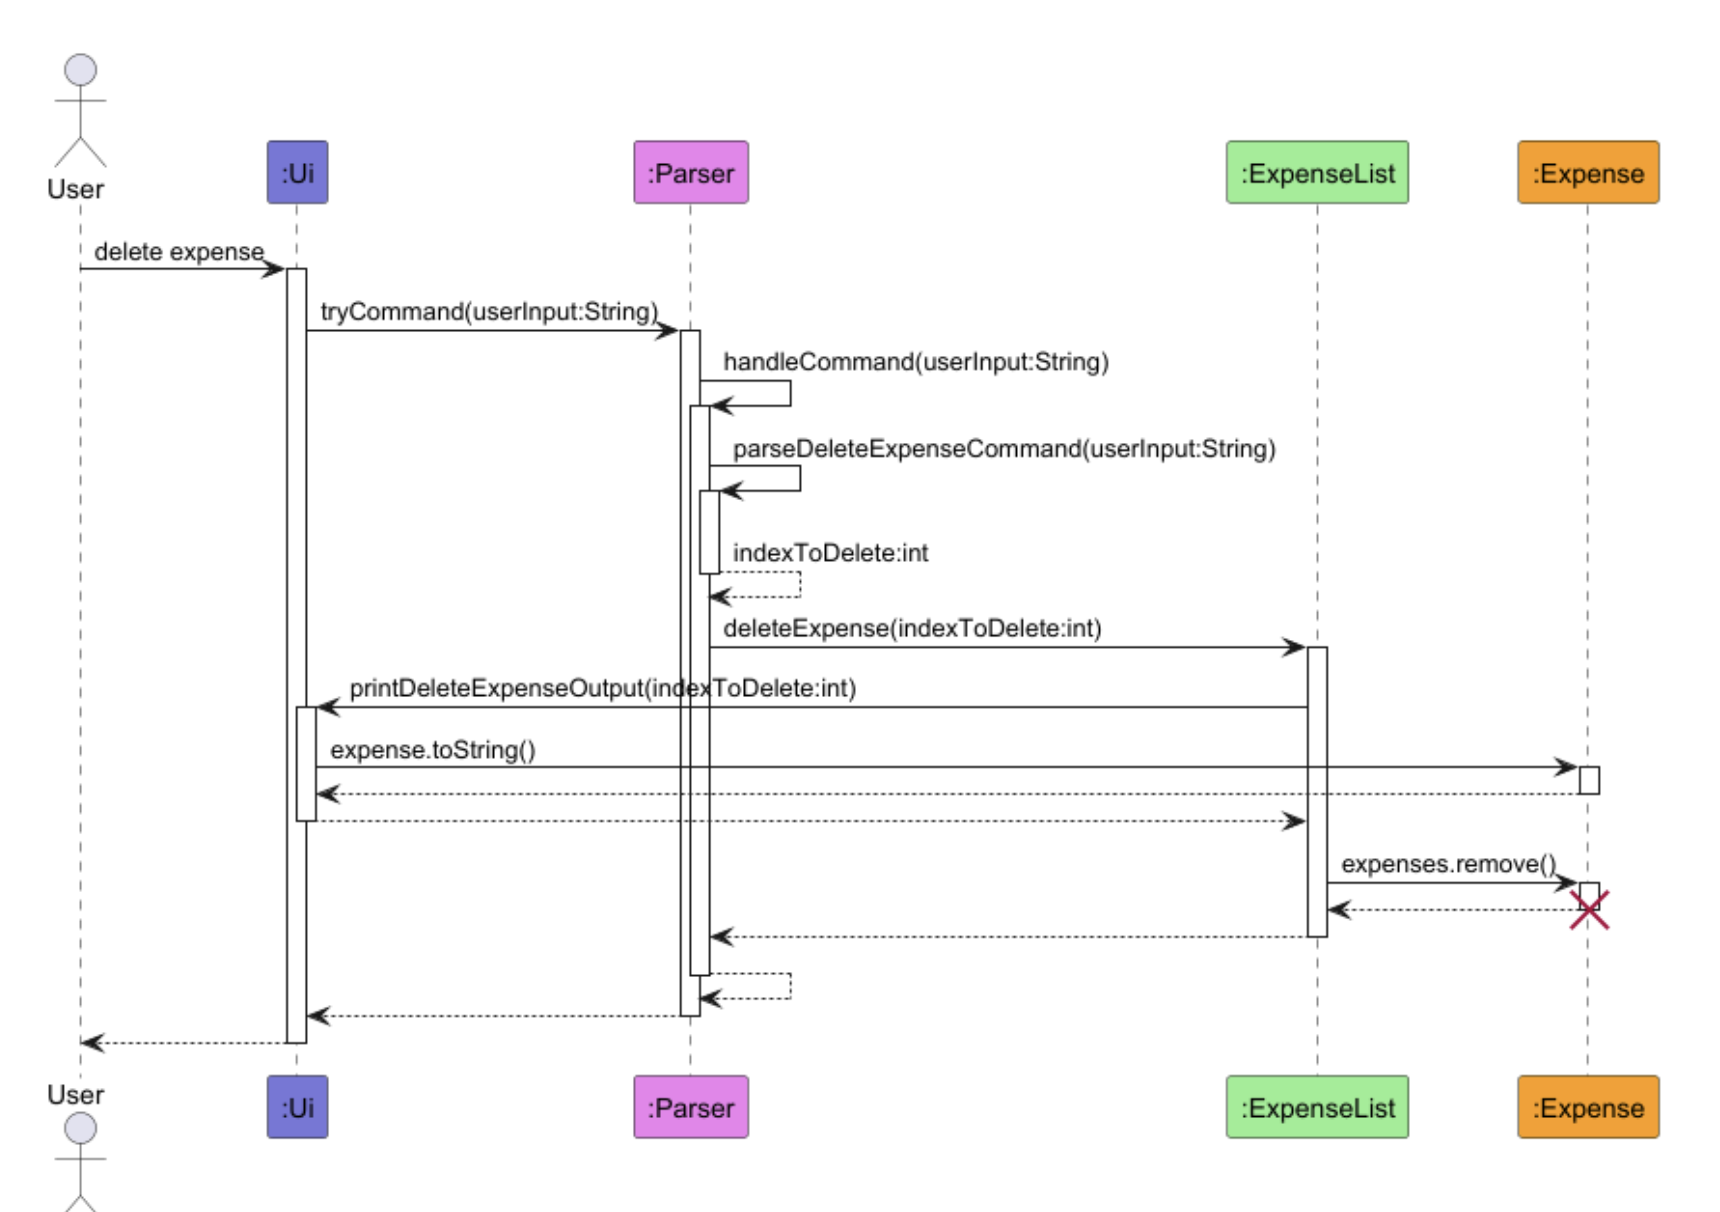 User
:Ui
:Parser
:ExpenseList
:Expense
delete expense
tryCommand(userInput:String)
handleCommand(userInput:String)
parseDeleteExpenseCommand(userInput:String)
indexToDelete:int
deleteExpense(indexToDelete:int)
printDeleteExpenseOutput(indexToDelete:int)
expense.toString()
expenses.remove()
User
:Ui
:Parser
:ExpenseList
:Expense